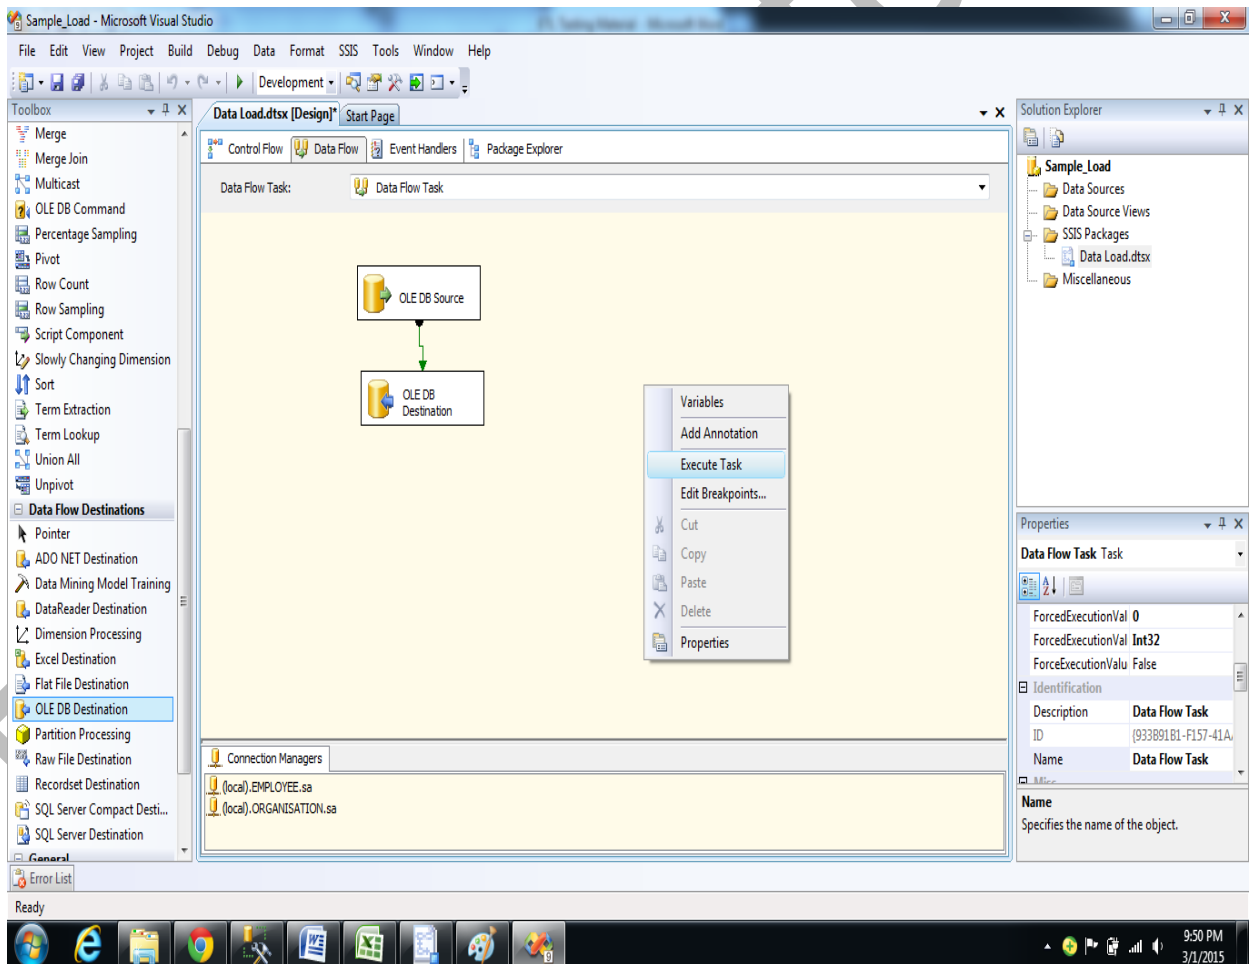 Sample_Load - Microsoft Visual Studio
File Edit View Project Build Debug Data Format SSIS Tools Window Help
Development
Toolbox
Merge
Merge Join
Multicast
OLE DB Command
Percentage Sampling
Pivot
Row Count
Row Sampling
Script Component
Slowly Changing Dimension
Sort
Term Extraction
Term Lookup
Union All
Unpivot
Data Flow Destinations
Pointer
ADO NET Destination
Data Mining Model Training
DataReader Destination
Dimension Processing
Excel Destination
Flat File Destination
OLE DB Destination
Partition Processing
Raw File Destination
Recordset Destination
SQL Server Compact Desti...
SQL Server Destination
General
Data Load.dtsx [Design]* Start Page
Control Flow Data Flow Event Handlers Package Explorer
Data Flow Task: Data Flow Task
OLE DB Source
OLE DB
Destination
Variables
Add Annotation
Execute Task
Edit Breakpoints...
Cut
Copy
Paste
Delete
Properties
Connection Managers
(local).EMPLOYEE.sa
(local).ORGANISATION.sa
Solution Explorer
Sample_Load
Data Sources
Data Source Views
SSIS Packages
Data Load.dtsx
Miscellaneous
Properties
Data Flow Task Task
ForcedExecutionVal 0
ForcedExecutionVal Int32
ForceExecutionValu False
Identification
Description Data Flow Task
ID {933B91B1-F157-41A
Name Data Flow Task
Misc
Name
Specifies the name of the object.
Error List
Ready
9:50 PM
3/1/2015